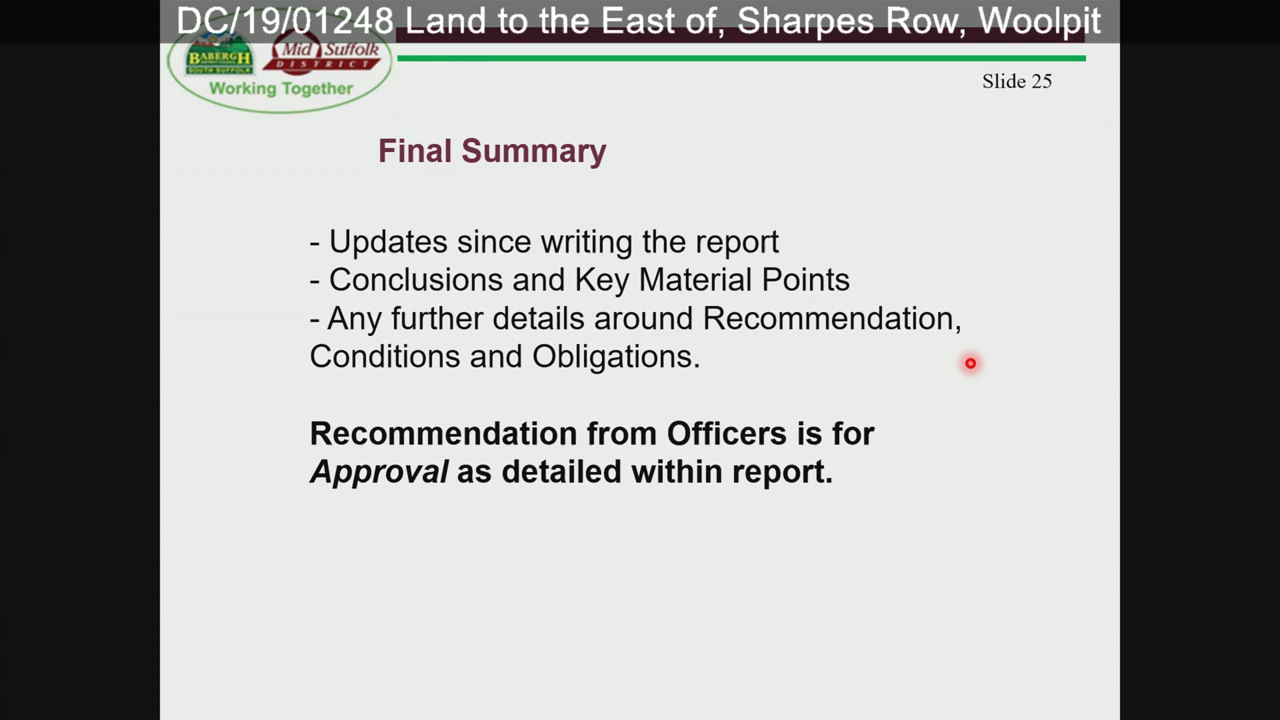 DC/19/01248 Land to the East of, Sharpes Row, Woolpit
BABERGH
SOUTH SUFFOLK
Mid Suffolk
DISTRICT
Working Together
Slide 25
Final Summary
- Updates since writing the report
- Conclusions and Key Material Points
- Any further details around Recommendation,
Conditions and Obligations.
Recommendation from Officers is for
Approval as detailed within report.